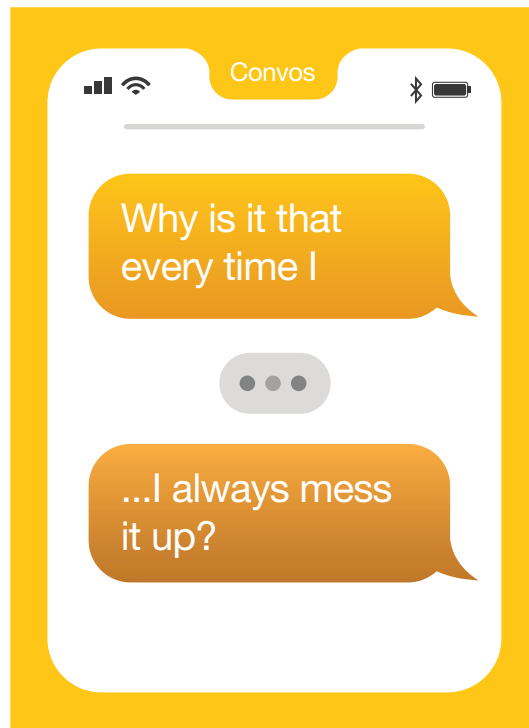 Convos
Why is it that
every time I
...I always mess
it up?